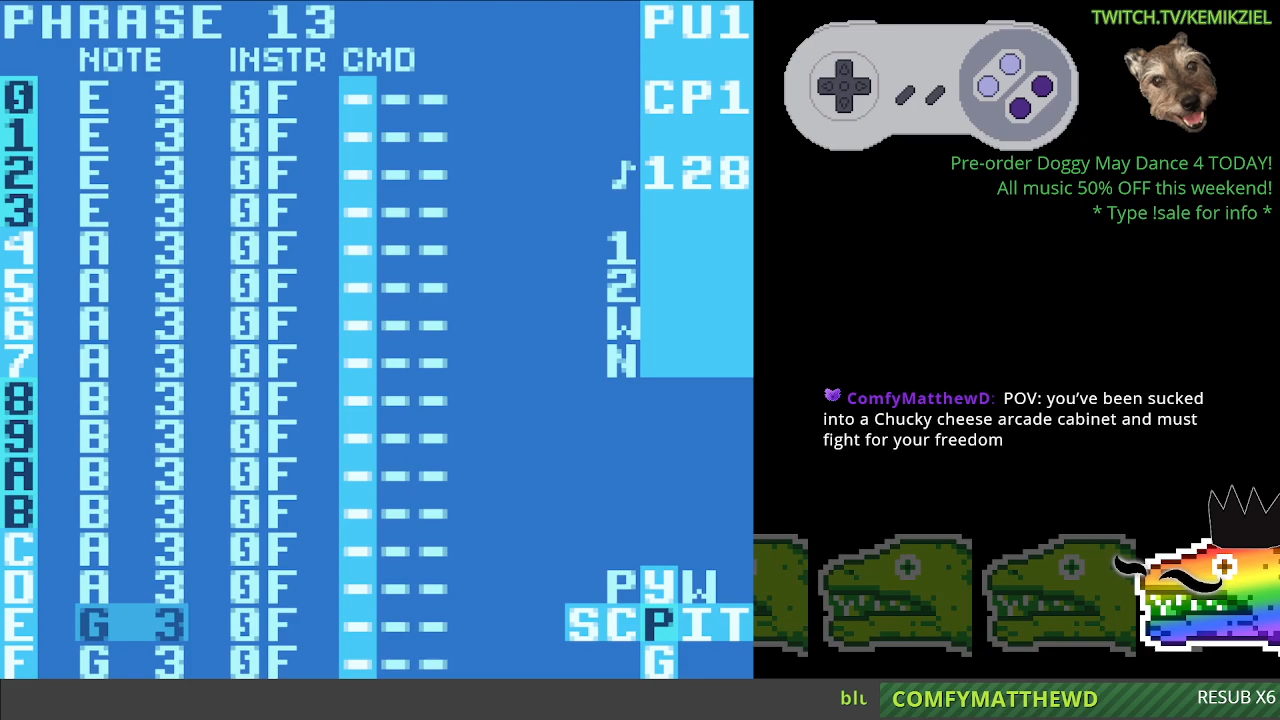 PHRASE 13
NOTE INSTR CMD
0 E 3 0F ---
1 E 3 0F ---
2 E 3 0F ---
3 E 3 0F ---
4 A 3 0F ---
5 A 3 0F ---
6 A 3 0F ---
7 A 3 0F ---
8 B 3 0F ---
9 B 3 0F ---
A B 3 0F ---
B B 3 0F ---
C A 3 0F ---
D A 3 0F ---
E G 3 0F ---
F G 3 0F ---
PU1
CP1
♪128
1
2
W
N
PYW
SCPIT
G
TWITCH.TV/KEMIKZIEL
Pre-order Doggy May Dance 4 TODAY!
All music 50% OFF this weekend!
* Type !sale for info *
ComfyMatthewD: POV: you’ve been sucked
into a Chucky cheese arcade cabinet and must
fight for your freedom
COMFYMATTHEWD
RESUB X6